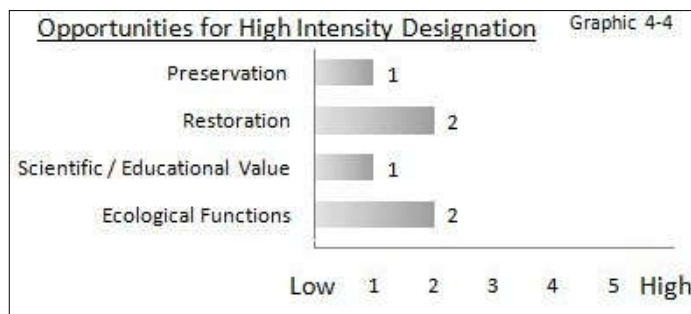 Opportunities for High Intensity Designation
Graphic 4-4
Preservation 1
Restoration 2
Scientific / Educational Value 1
Ecological Functions 2
Low 1 2 3 4 5 High